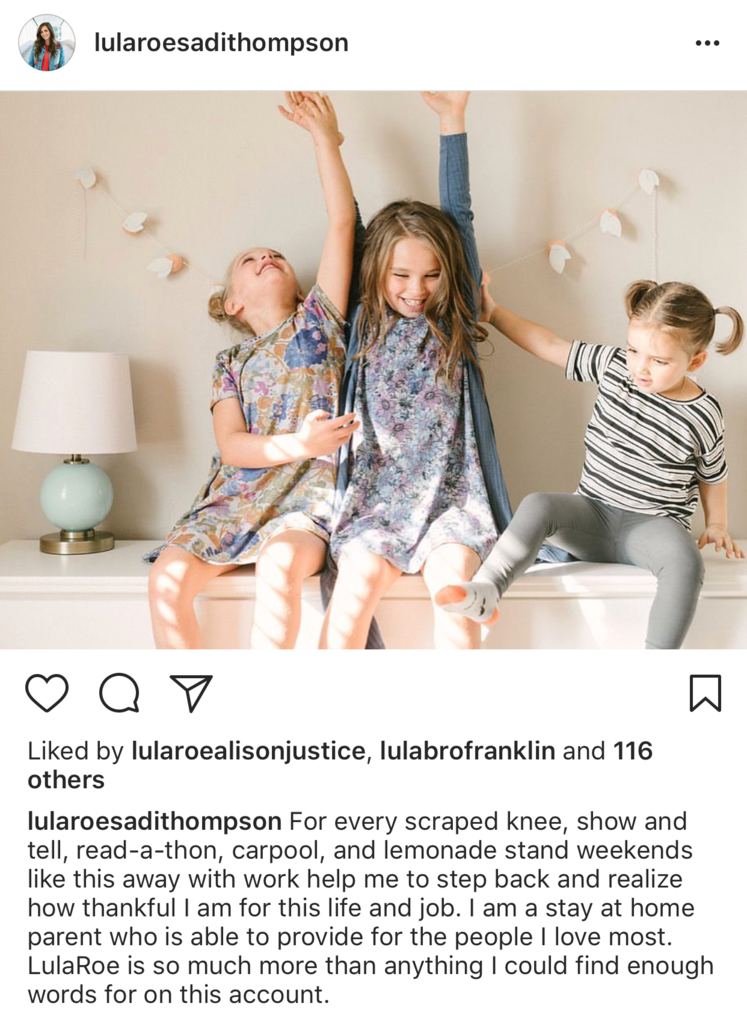 lularoesadithompson
Liked by lularoealisonjustice, lulabrofranklin and 116
others
lularoesadithompson For every scraped knee, show and
tell, read-a-thon, carpool, and lemonade stand weekends
like this away with work help me to step back and realize
how thankful I am for this life and job. I am a stay at home
parent who is able to provide for the people I love most.
LulaRoe is so much more than anything I could find enough
words for on this account.